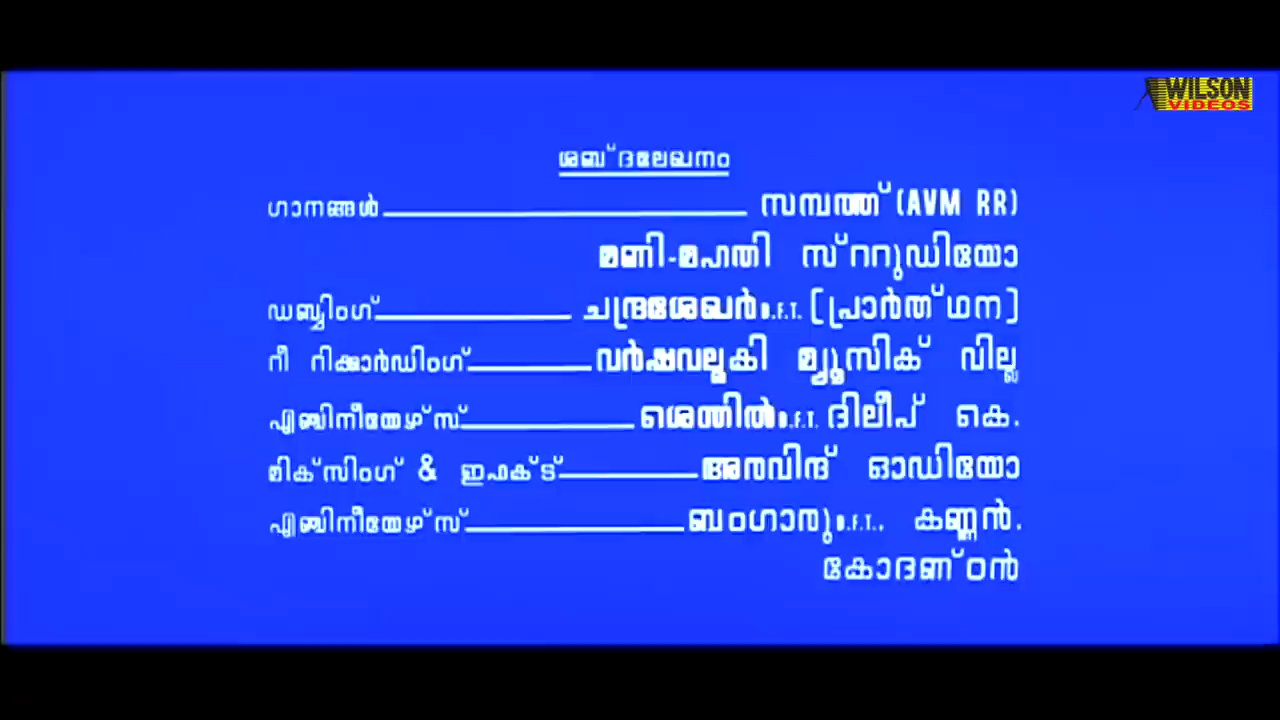 WILSON
VIDEOS
ശബ്ദലേഖനം
ഗാനങ്ങൾ സമ്പത്ത് (AVM RR)
മണി-മഹതി സ്റ്റുഡിയോ
ഡബ്ബിംഗ് ചന്ദ്രശേഖർ D.F.T. [പ്രാർത്ഥന]
റീ റിക്കാർഡിംഗ് വർഷവല്ലകി മ്യൂസിക് വില്ല
എഞ്ചിനീയേഴ്സ് ശെന്തിൽ D.F.T. ദിലീപ് കെ.
മിക്സിംഗ് & ഇഫക്ട് അരവിന്ദ് ഓഡിയോ
എഞ്ചിനീയേഴ്സ് ബംഗാരു D.F.T., കണ്ണൻ.
കോദണ്ഠൻ